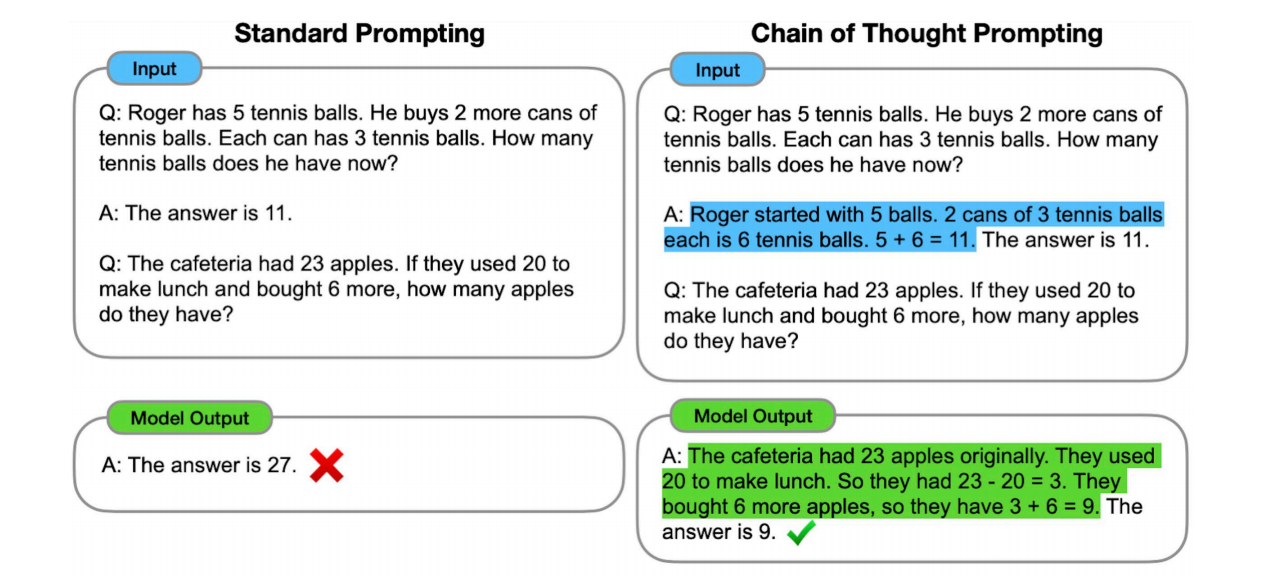 Standard Prompting
Input
Q: Roger has 5 tennis balls. He buys 2 more cans of
tennis balls. Each can has 3 tennis balls. How many
tennis balls does he have now?
A: The answer is 11.
Q: The cafeteria had 23 apples. If they used 20 to
make lunch and bought 6 more, how many apples
do they have?
Model Output
A: The answer is 27.
Chain of Thought Prompting
Input
Q: Roger has 5 tennis balls. He buys 2 more cans of
tennis balls. Each can has 3 tennis balls. How many
tennis balls does he have now?
A: Roger started with 5 balls. 2 cans of 3 tennis balls
each is 6 tennis balls. 5 + 6 = 11. The answer is 11.
Q: The cafeteria had 23 apples. If they used 20 to
make lunch and bought 6 more, how many apples
do they have?
Model Output
A: The cafeteria had 23 apples originally. They used
20 to make lunch. So they had 23 - 20 = 3. They
bought 6 more apples, so they have 3 + 6 = 9. The
answer is 9.